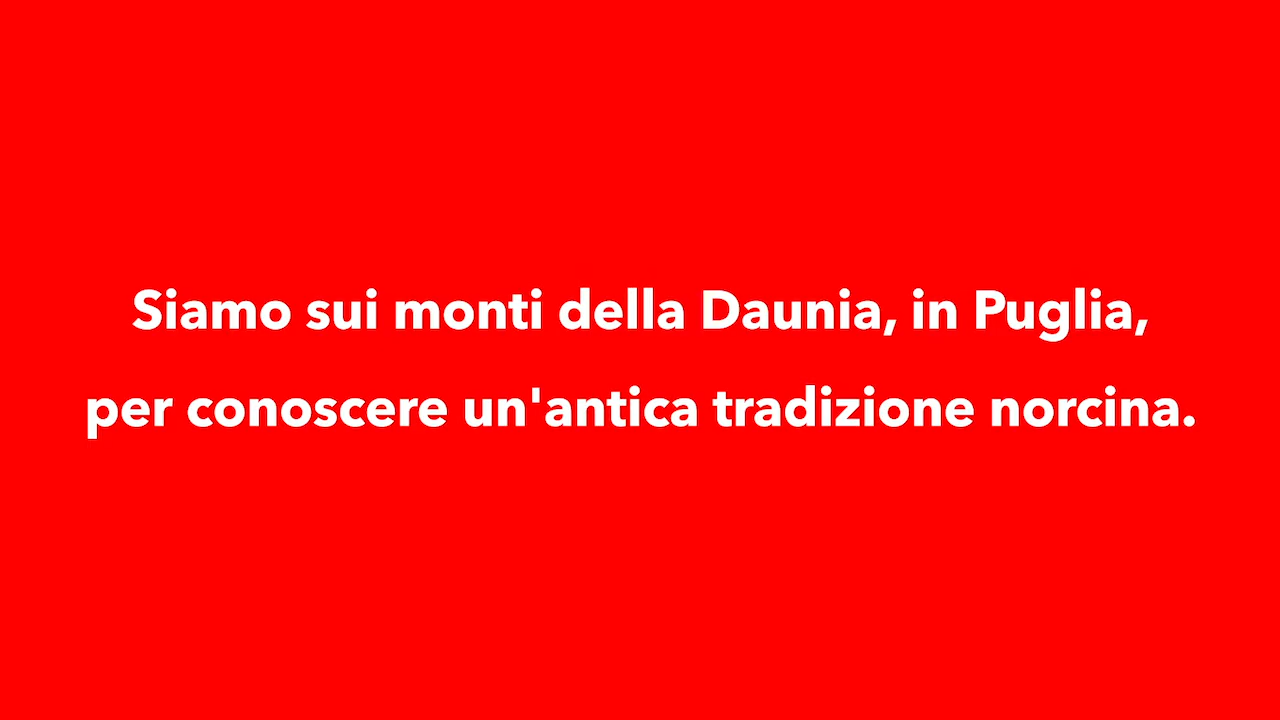 Siamo sui monti della Daunia, in Puglia,
per conoscere un'antica tradizione norcina.